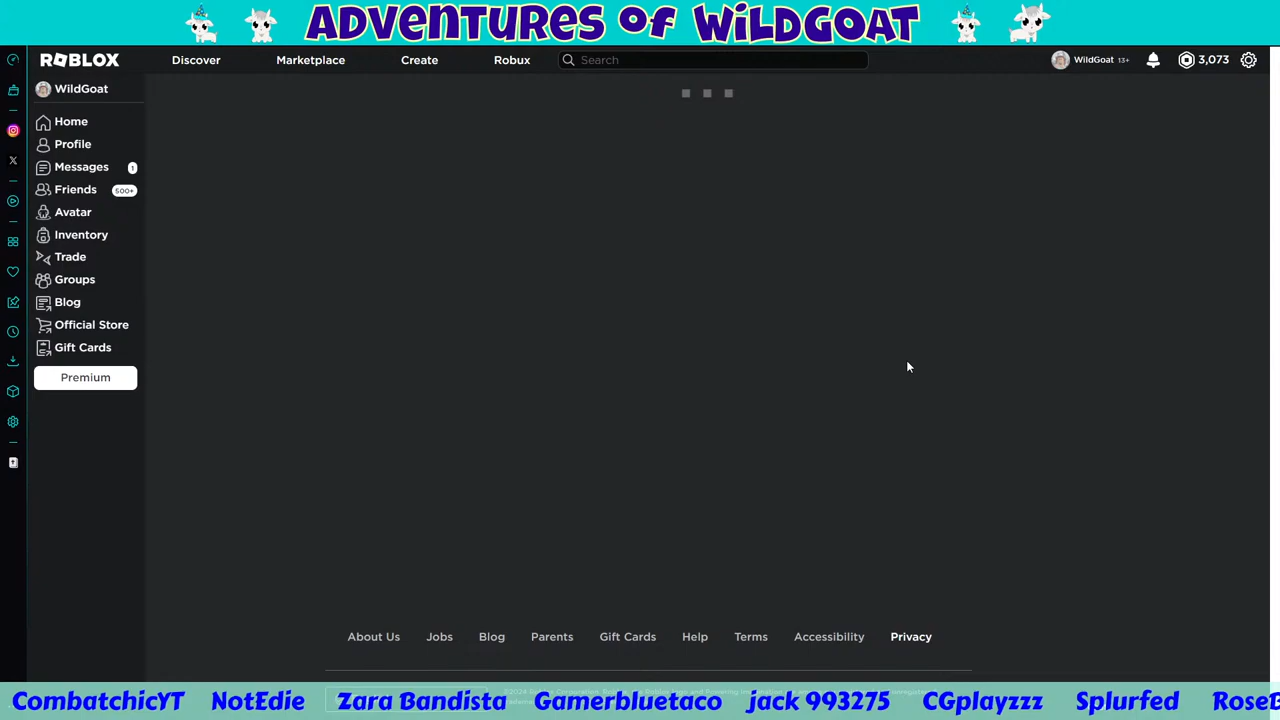 ADVENTURES OF WILDGOAT
ROBLOX Discover Marketplace Create Robux Search WildGoat 13+ 3,073
WildGoat
Home
Profile
Messages 1
Friends 500+
Avatar
Inventory
Trade
Groups
Blog
Official Store
Gift Cards
Premium
About Us Jobs Blog Parents Gift Cards Help Terms Accessibility Privacy
CombatchicYT NotEdie Zara Bandista Gamerbluetaco jack 993275 CGplayzzz Splurfed